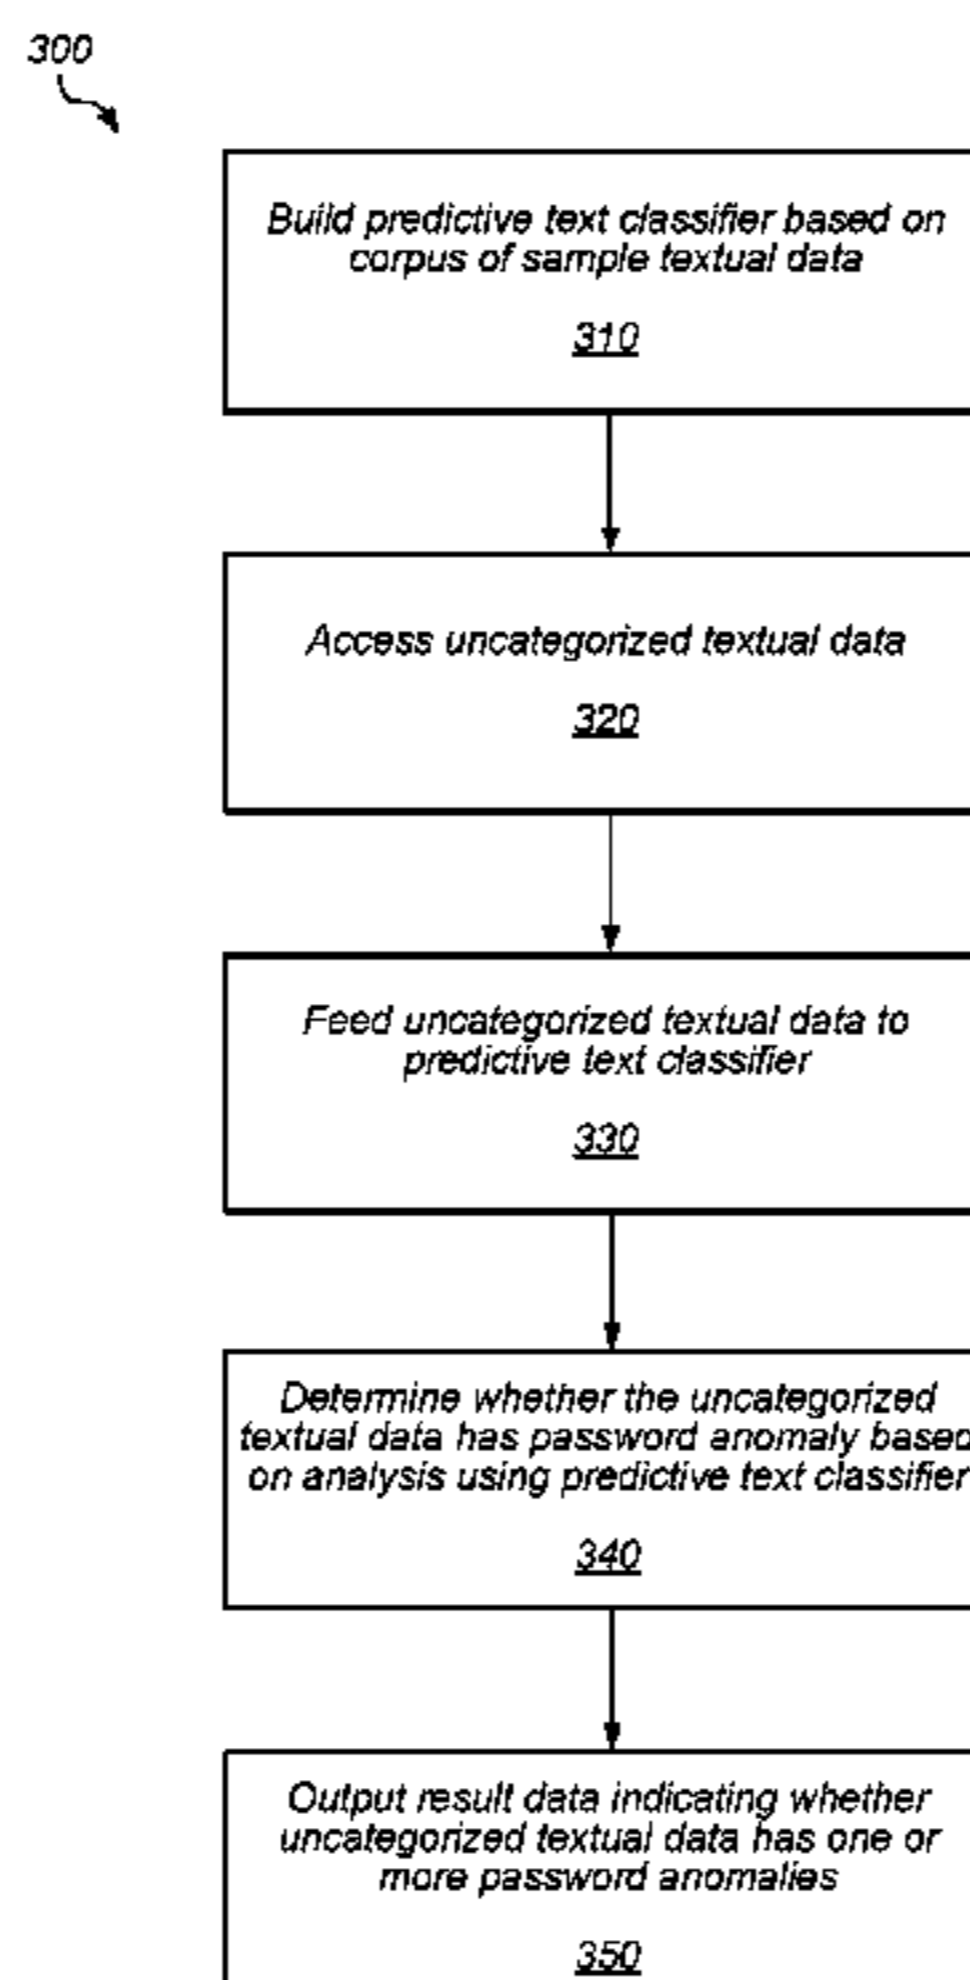 300
Build predictive text classifier based on
corpus of sample textual data
310
Access uncategorized textual data
320
Feed uncategorized textual data to
predictive text classifier
330
Determine whether the uncategorized
textual data has password anomaly based
on analysis using predictive text classifier
340
Output result data indicating whether
uncategorized textual data has one or
more password anomalies
350